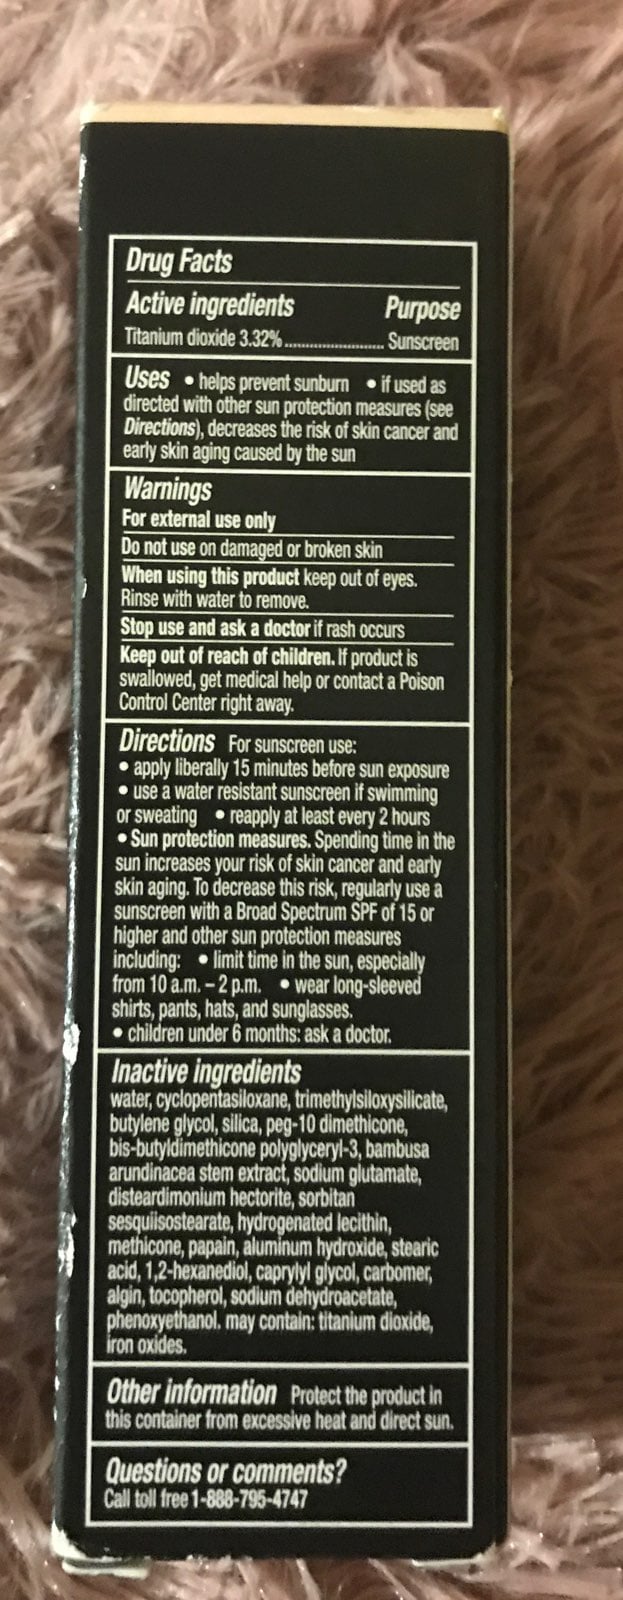 Drug Facts
Active ingredients Purpose
Titanium dioxide 3.32%........................ Sunscreen
Uses • helps prevent sunburn • if used as
directed with other sun protection measures (see
Directions), decreases the risk of skin cancer and
early skin aging caused by the sun
Warnings
For external use only
Do not use on damaged or broken skin
When using this product keep out of eyes.
Rinse with water to remove.
Stop use and ask a doctor if rash occurs
Keep out of reach of children. If product is
swallowed, get medical help or contact a Poison
Control Center right away.
Directions For sunscreen use:
• apply liberally 15 minutes before sun exposure
• use a water resistant sunscreen if swimming
or sweating • reapply at least every 2 hours
• Sun protection measures. Spending time in the
sun increases your risk of skin cancer and early
skin aging. To decrease this risk, regularly use a
sunscreen with a Broad Spectrum SPF of 15 or
higher and other sun protection measures
including: • limit time in the sun, especially
from 10 a.m. – 2 p.m. • wear long-sleeved
shirts, pants, hats, and sunglasses.
• children under 6 months: ask a doctor.
Inactive ingredients
water, cyclopentasiloxane, trimethylsiloxysilicate,
butylene glycol, silica, peg-10 dimethicone,
bis-butyldimethicone polyglyceryl-3, bambusa
arundinacea stem extract, sodium glutamate,
disteardimonium hectorite, sorbitan
sesquiisostearate, hydrogenated lecithin,
methicone, papain, aluminum hydroxide, stearic
acid, 1,2-hexanediol, caprylyl glycol, carbomer,
algin, tocopherol, sodium dehydroacetate,
phenoxyethanol. may contain: titanium dioxide,
iron oxides.
Other information Protect the product in
this container from excessive heat and direct sun.
Questions or comments?
Call toll free 1-888-795-4747